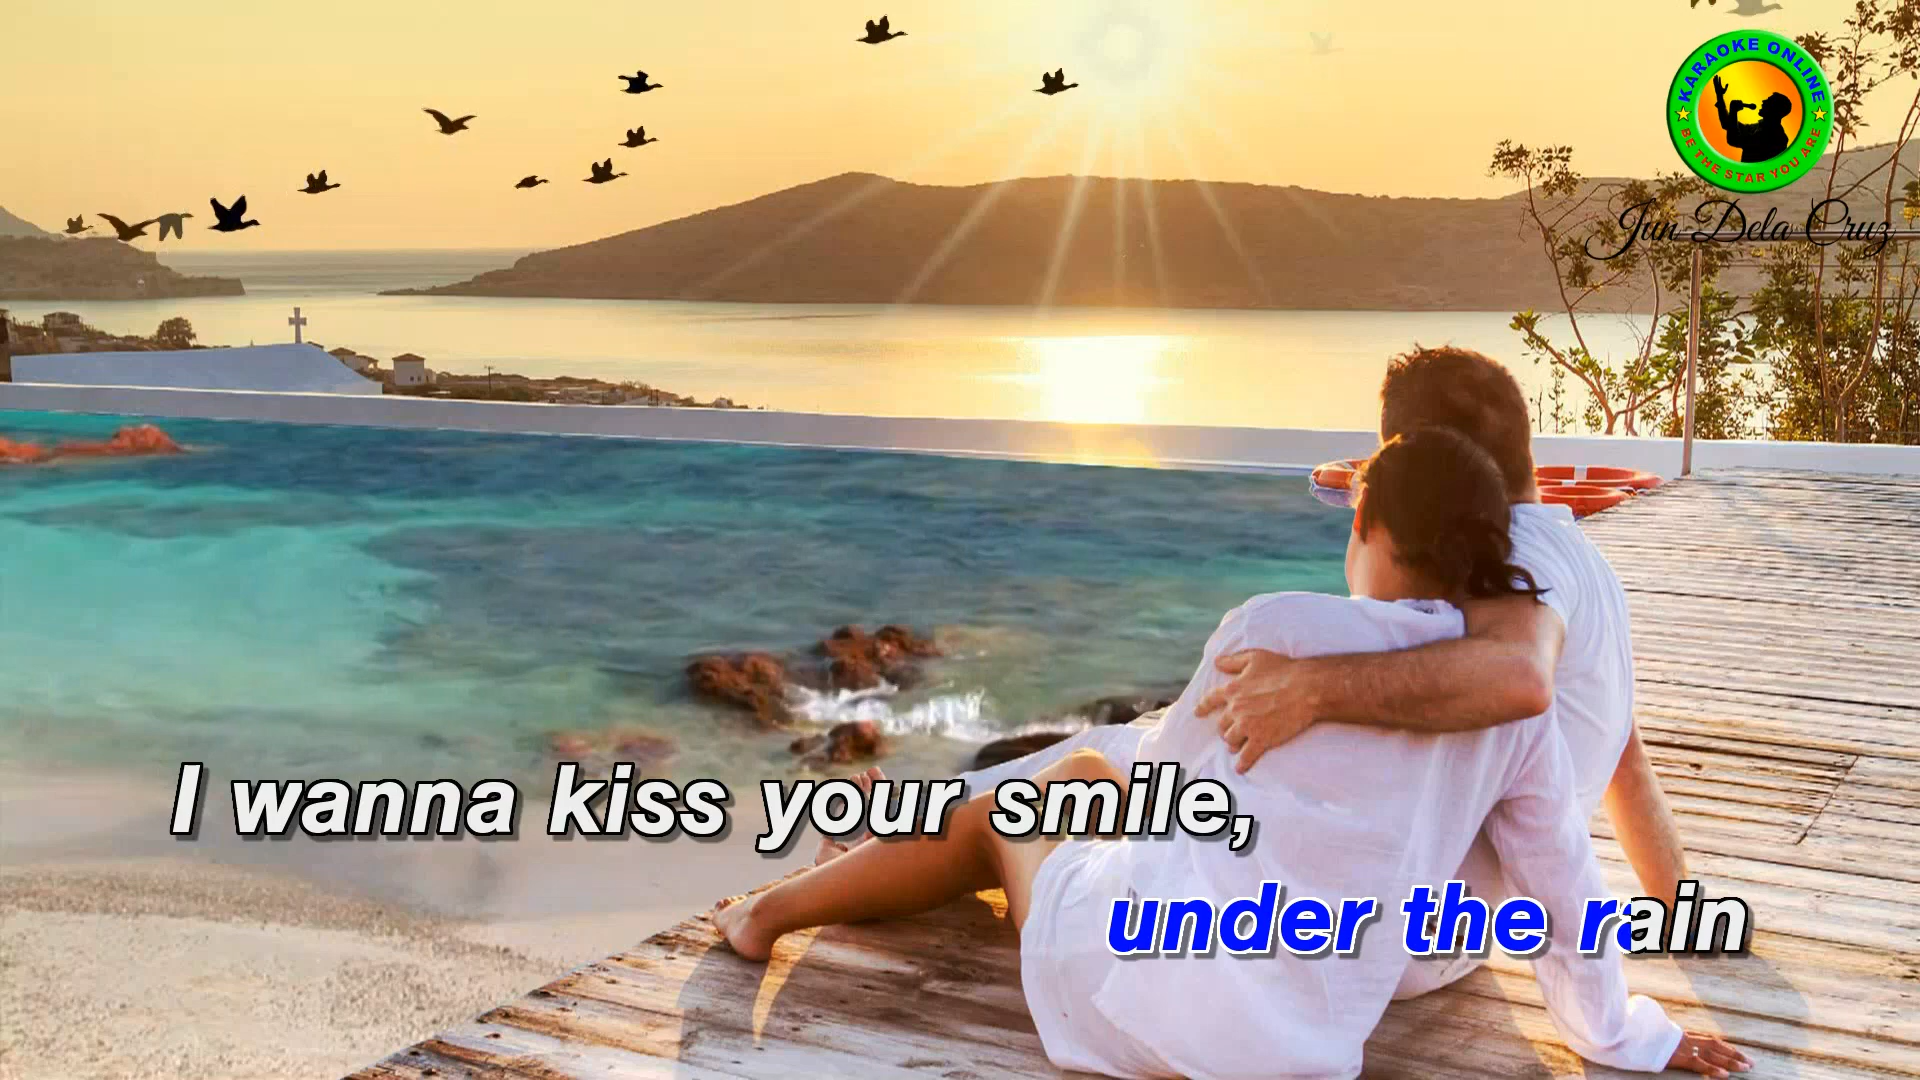 KARAOKE ONLINE
BE THE STAR YOU ARE
Jun Dela Cruz
I wanna kiss your smile,
under the rain